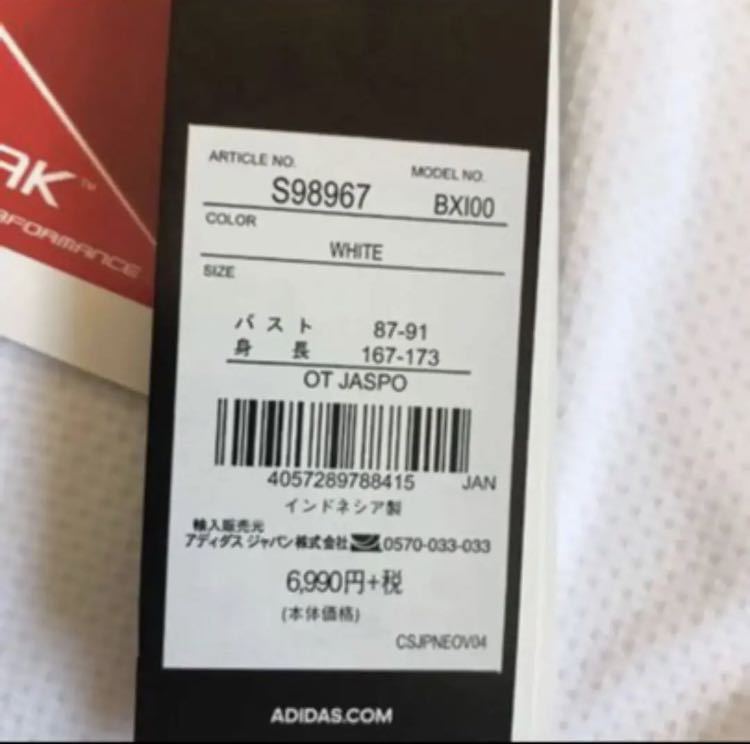 AK™
RFORMANCE
ARTICLE NO. MODEL NO.
S98967 BXI00
COLOR
WHITE
SIZE
バスト 87-91
身長 167-173
OT JASPO
4057289788415 JAN
インドネシア製
輸入販売元
アディダス ジャパン株式会社 0570-033-033
6,990円+税
(本体価格)
CSJPNEOV04
ADIDAS.COM